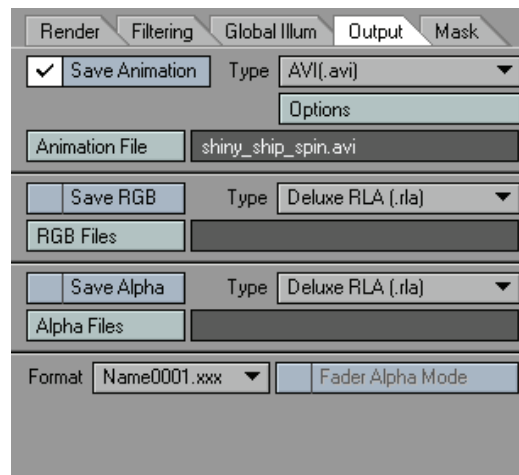 Render Filtering Global Illum Output Mask
Save Animation Type AVI(.avi)
Options
Animation File shiny_ship_spin.avi
Save RGB Type Deluxe RLA (.rla)
RGB Files
Save Alpha Type Deluxe RLA (.rla)
Alpha Files
Format Name0001.xxx Fader Alpha Mode